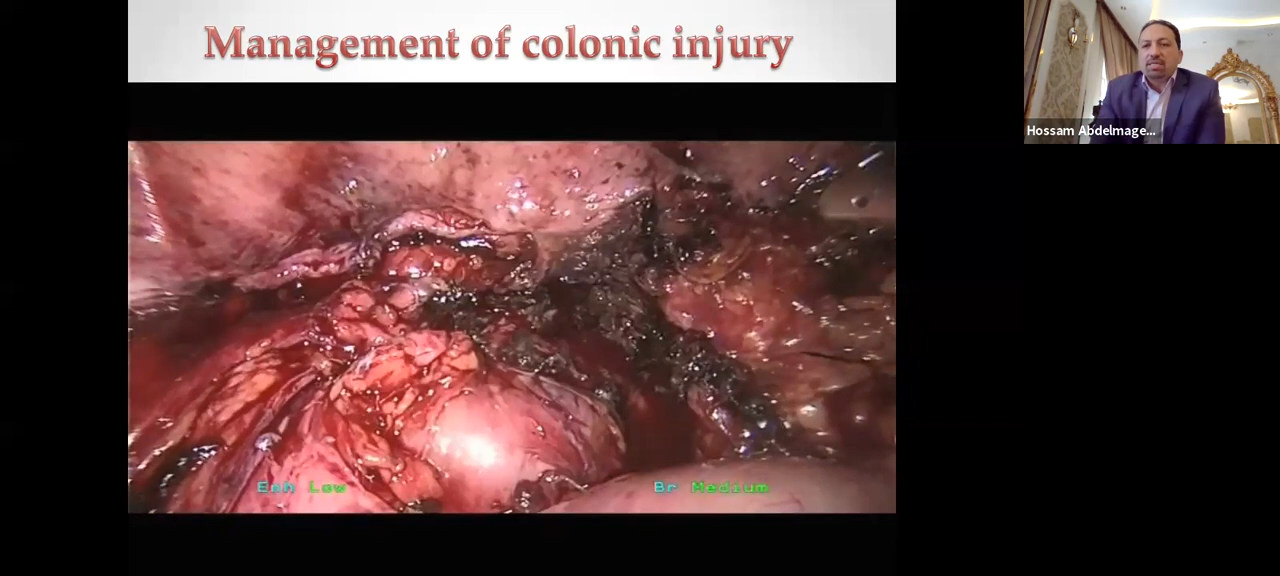 Management of colonic injury
Hossam Abdelmage...
Enh Low
Br Medium